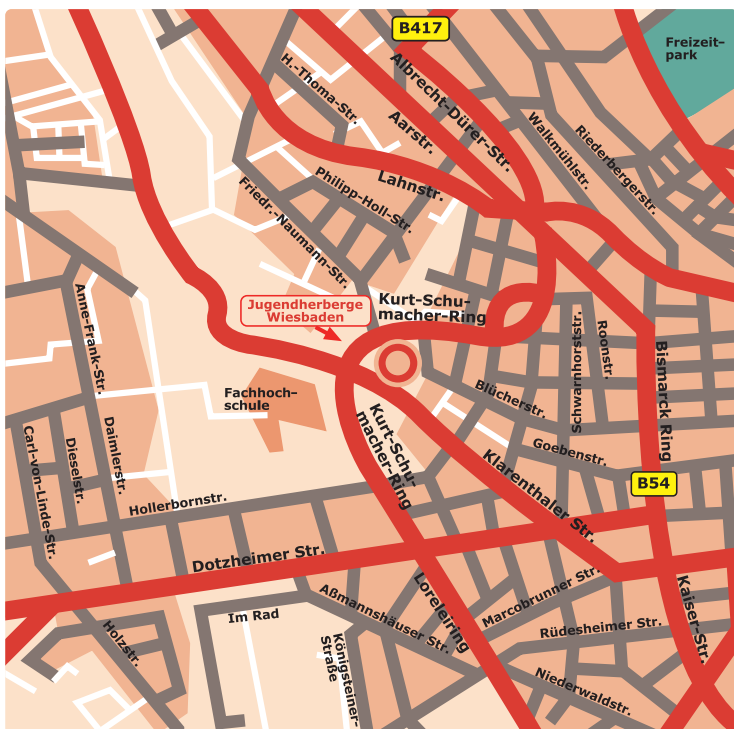 B417
Freizeit-
park
H.-Thoma-Str.
Albrecht-Dürer-Str.
Aarstr.
Walkmühlstr.
Riederbergerstr.
Lahnstr.
Philipp-Holl-Str.
Friedr.-Naumann-Str.
Jugendherberge
Wiesbaden
Kurt-Schu-
macher-Ring
Anne-Frank-Str.
Schwarnhorststr.
Roonstr.
Bismarck Ring
Fachhoch-
schule
Blücherstr.
Kurt-Schu-
macher-Ring
Goebenstr.
Carl-von-Linde-Str.
Dieselstr.
Daimlerstr.
Klarenthaler Str.
B54
Hollerbornstr.
Dotzheimer Str.
Loreleiring
Marcobrunner Str.
Kaiser-Str.
Aßmannshäuser Str.
Im Rad
Rüdesheimer Str.
Holzstr.
Königsteiner-
Straße
Niederwaldstr.